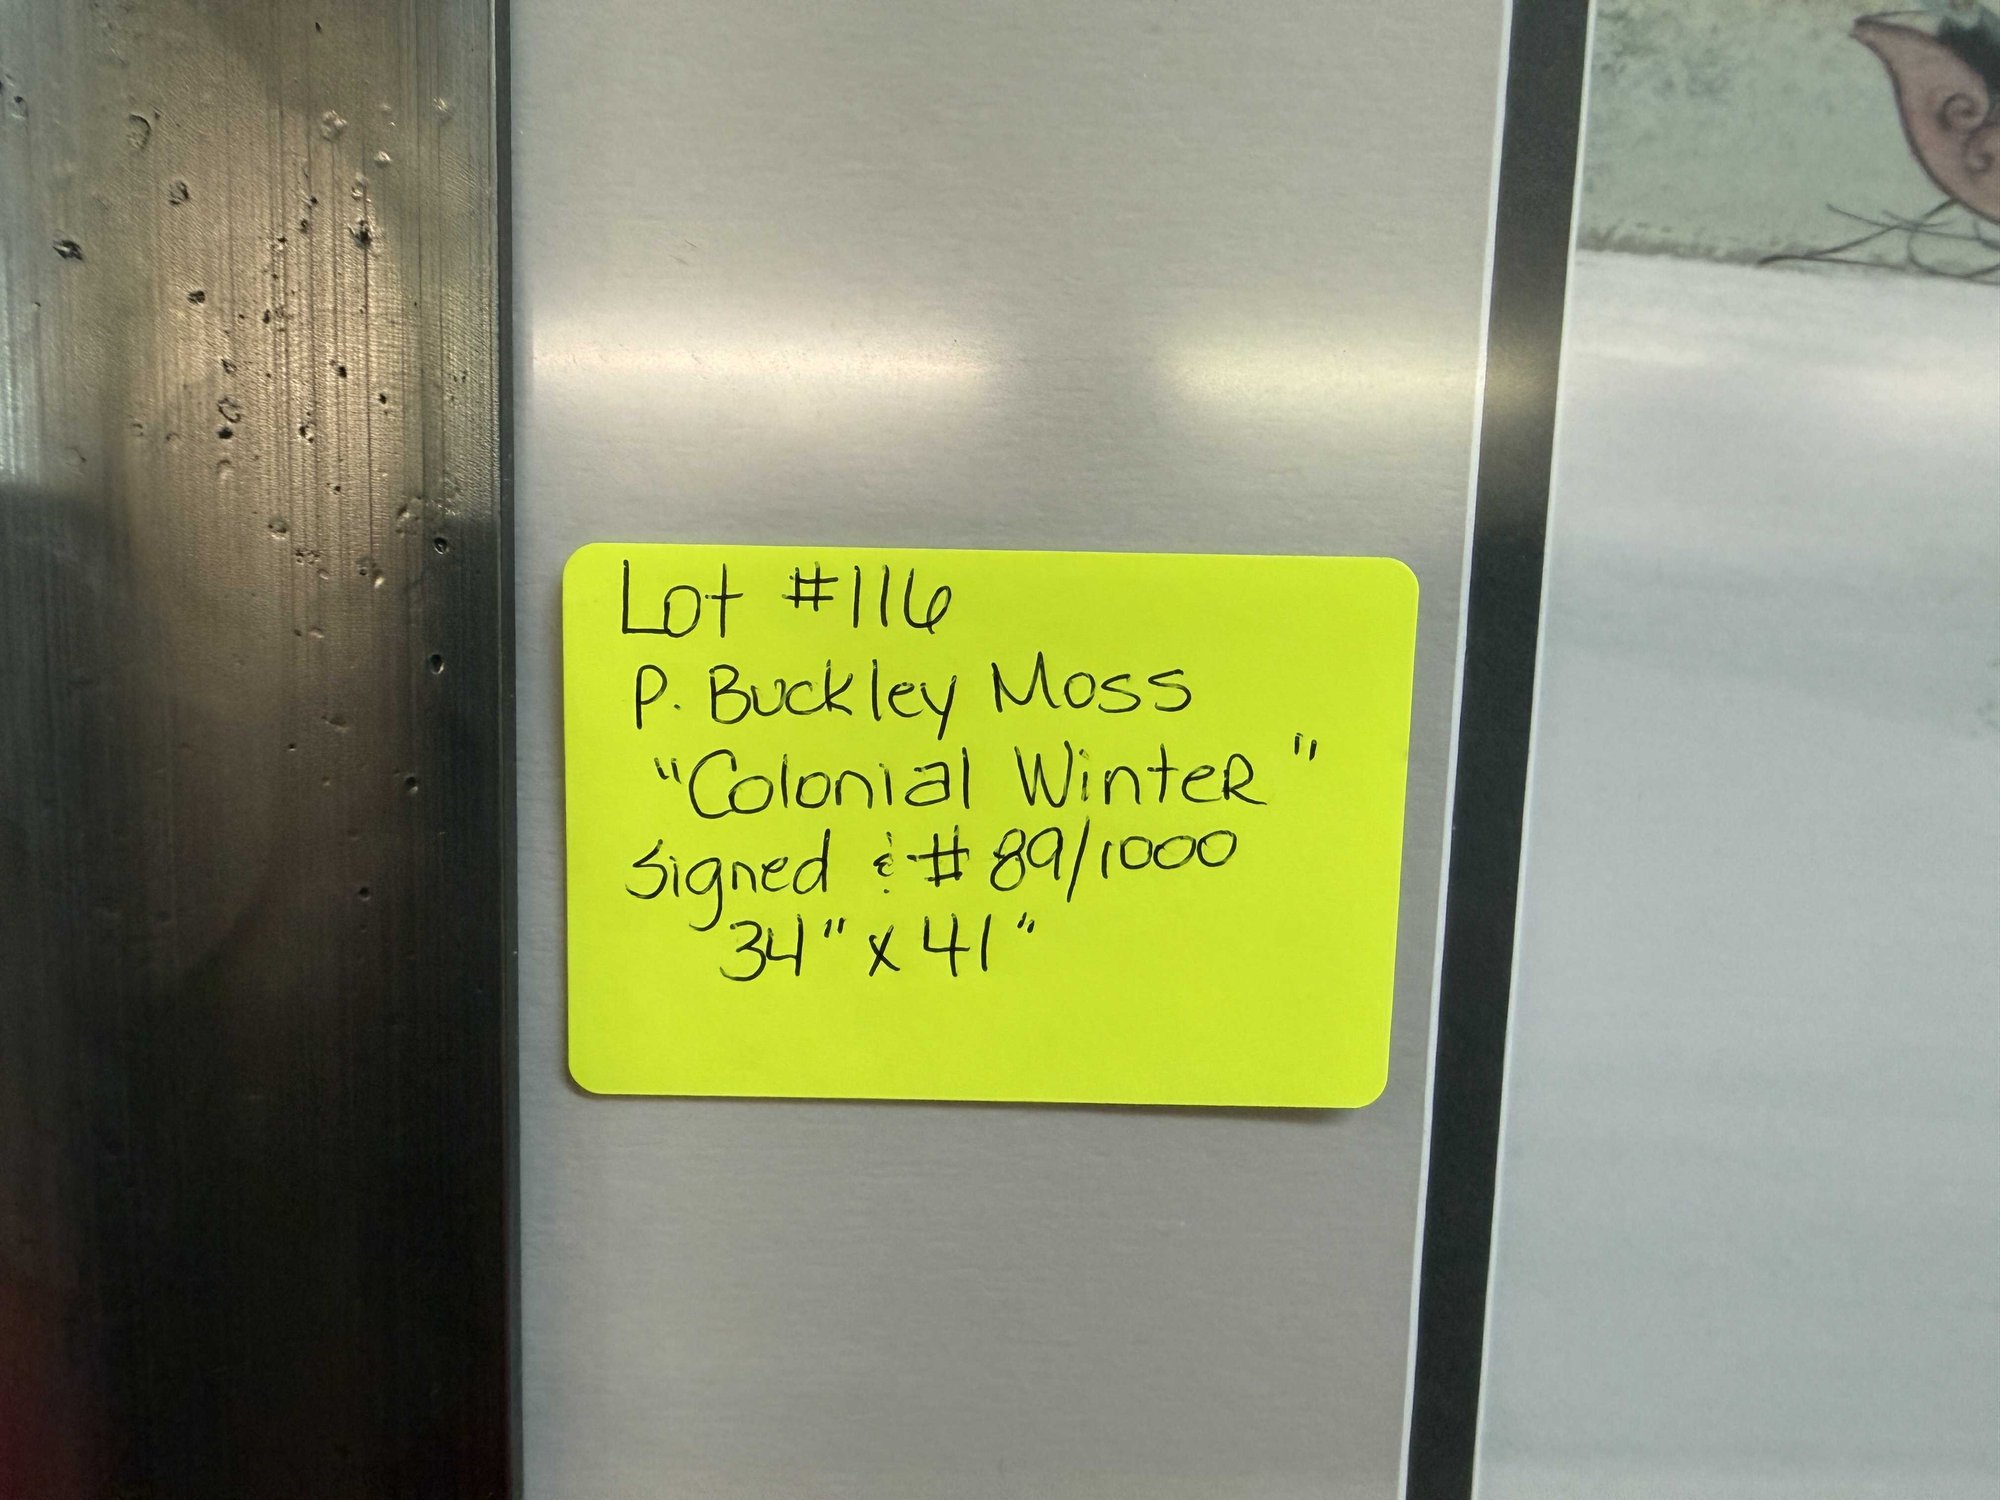 Lot #116
P. Buckley Moss
"Colonial Winter"
Signed & # 89/1000
34" x 41"